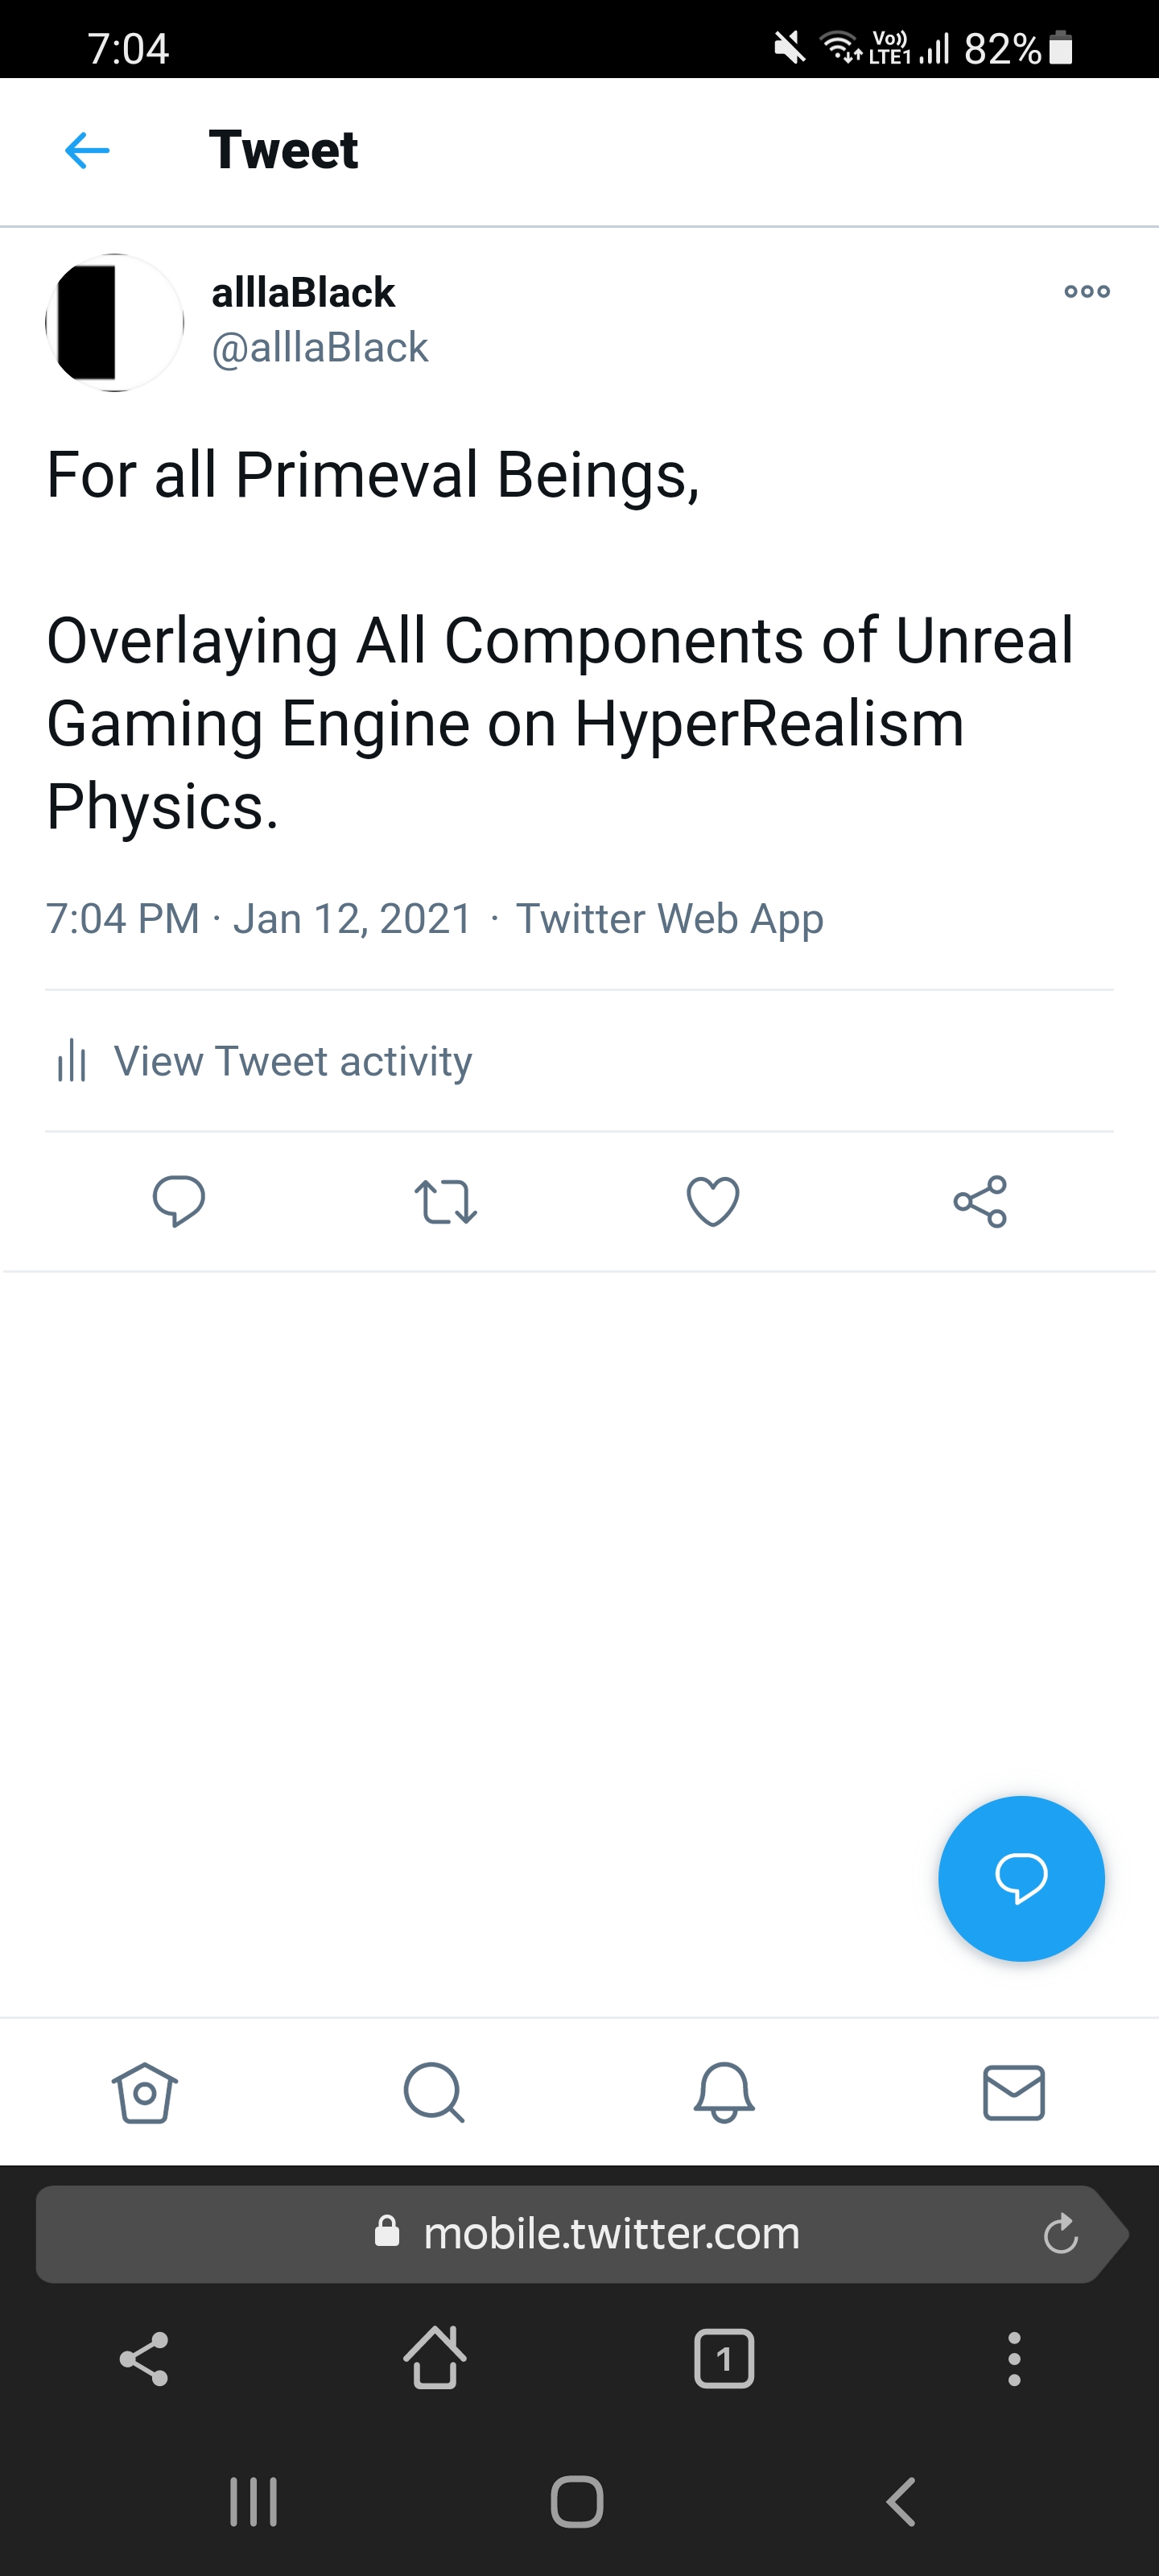 7:04
Vo)) LTE1 82%
Tweet
alllaBlack
@alllaBlack
For all Primeval Beings,
Overlaying All Components of Unreal
Gaming Engine on HyperRealism
Physics.
7:04 PM · Jan 12, 2021 · Twitter Web App
View Tweet activity
mobile.twitter.com
1